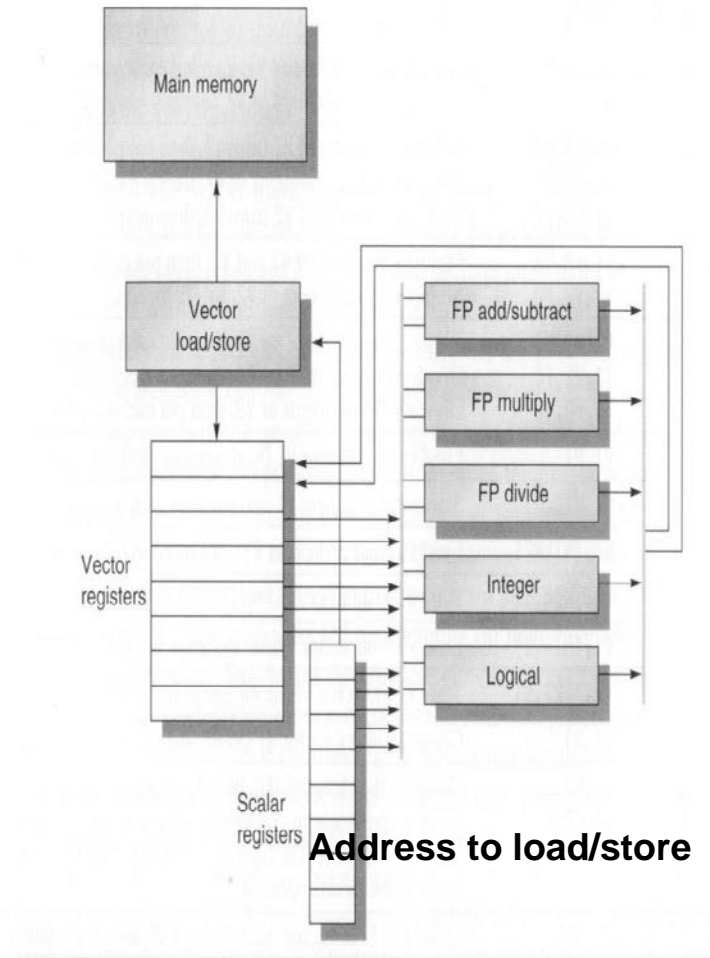 Main memory
Vector
load/store
FP add/subtract
FP multiply
FP divide
Integer
Logical
Vector
registers
Scalar
registers
Address to load/store